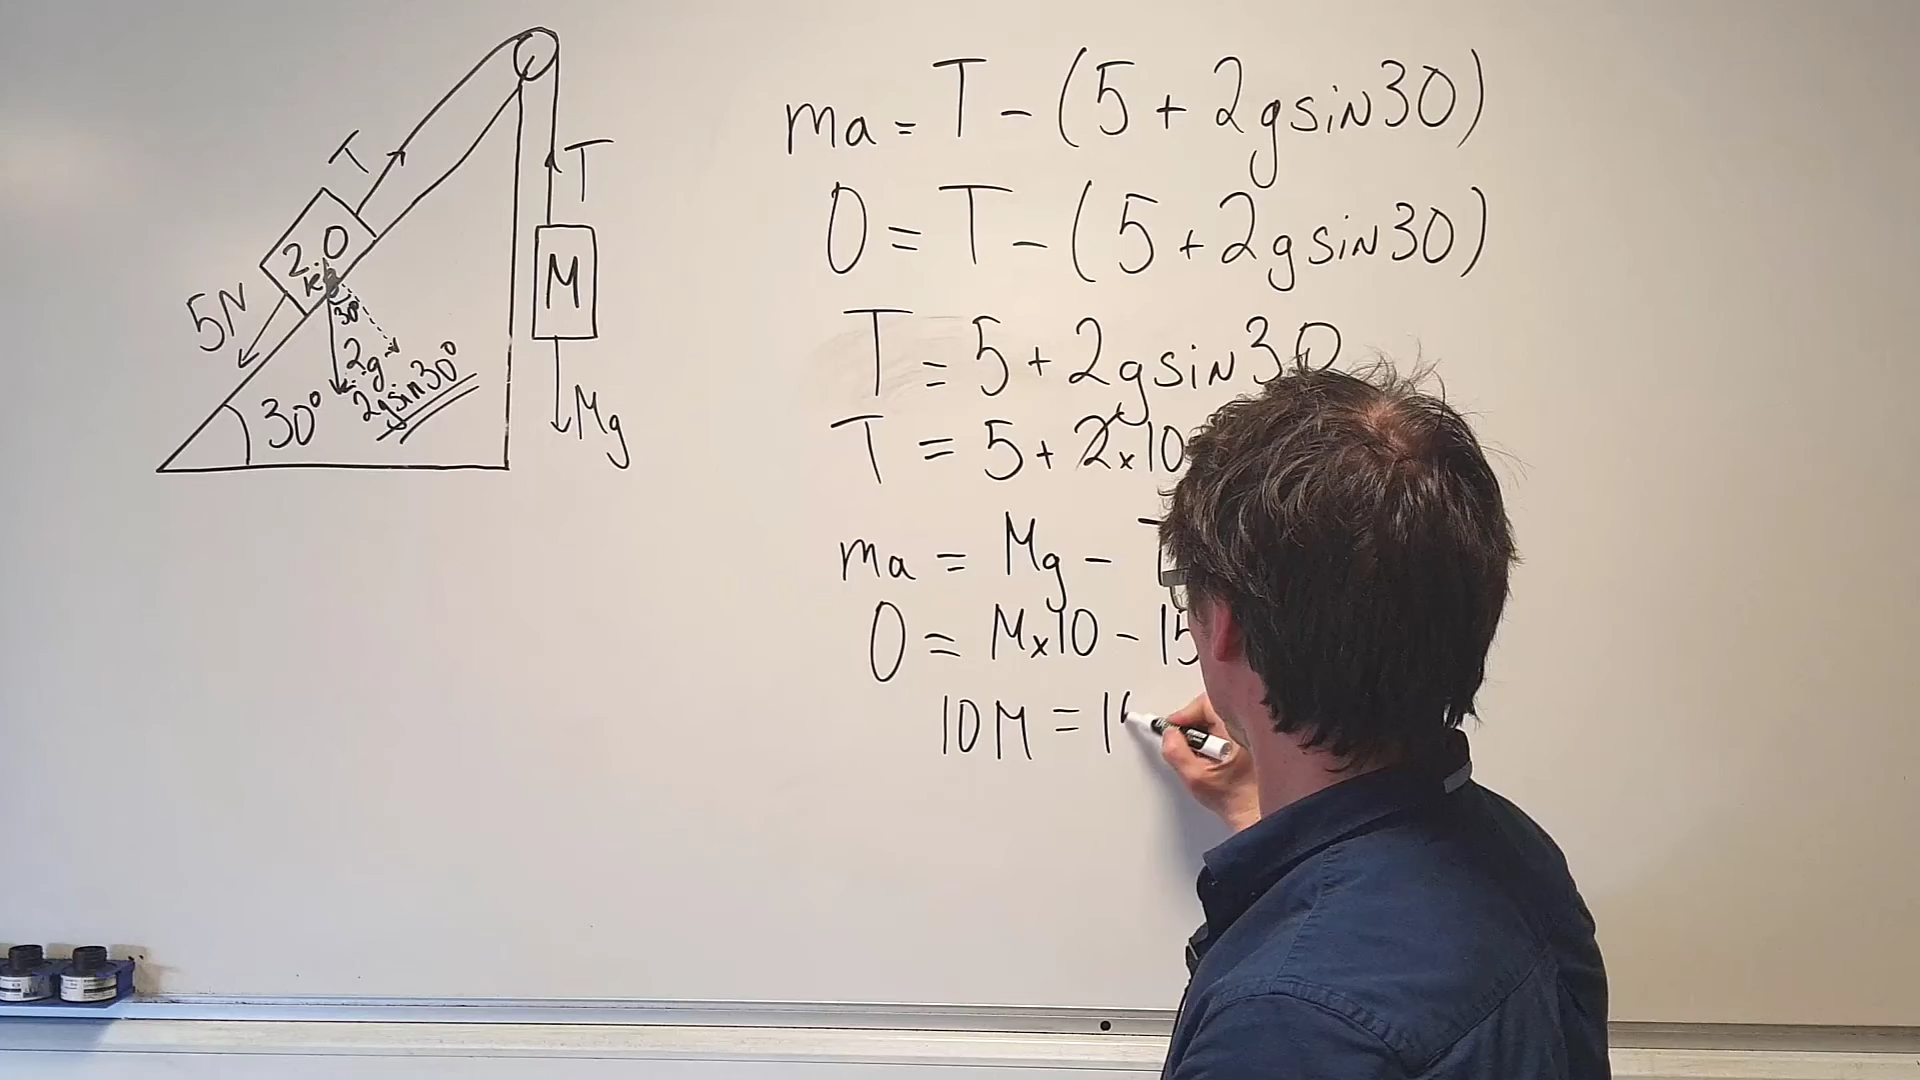 T
T
2.0
kg
M
5N
30°
2g
2gsin30°
30°
Mg
ma = T - (5 + 2gsin30)
0 = T - (5 + 2gsin30)
T = 5 + 2gsin30
T = 5 + 2x10
ma = Mg -
0 = Mx10 - 15
10M = 1